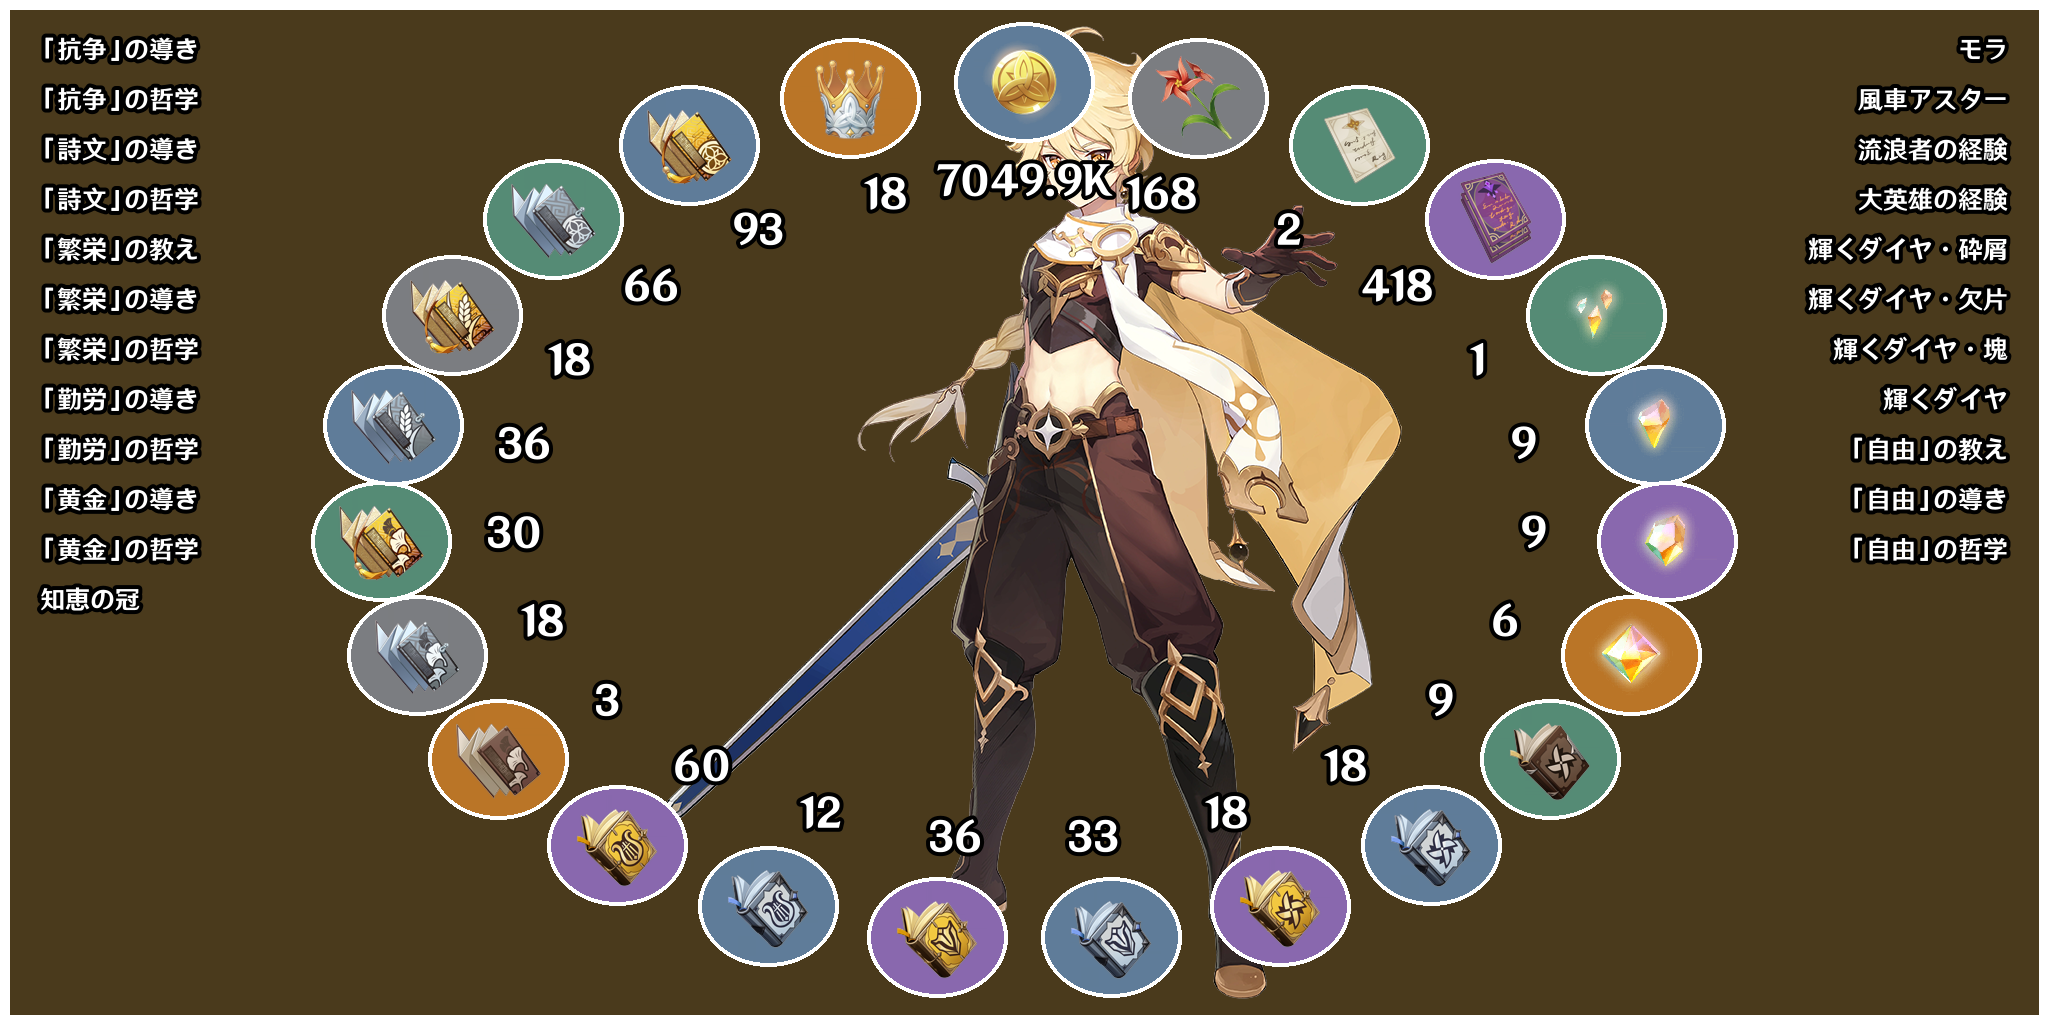 「抗争」の導き
「抗争」の哲学
「詩文」の導き
「詩文」の哲学
「繁栄」の教え
「繁栄」の導き
「繁栄」の哲学
「勤労」の導き
「勤労」の哲学
「黄金」の導き
「黄金」の哲学
知恵の冠
モラ
風車アスター
流浪者の経験
大英雄の経験
輝くダイヤ・砕屑
輝くダイヤ・欠片
輝くダイヤ・塊
輝くダイヤ
「自由」の教え
「自由」の導き
「自由」の哲学
7049.9K
168
2
418
1
9
9
6
9
18
18
33
36
12
60
3
18
30
36
18
66
93
18